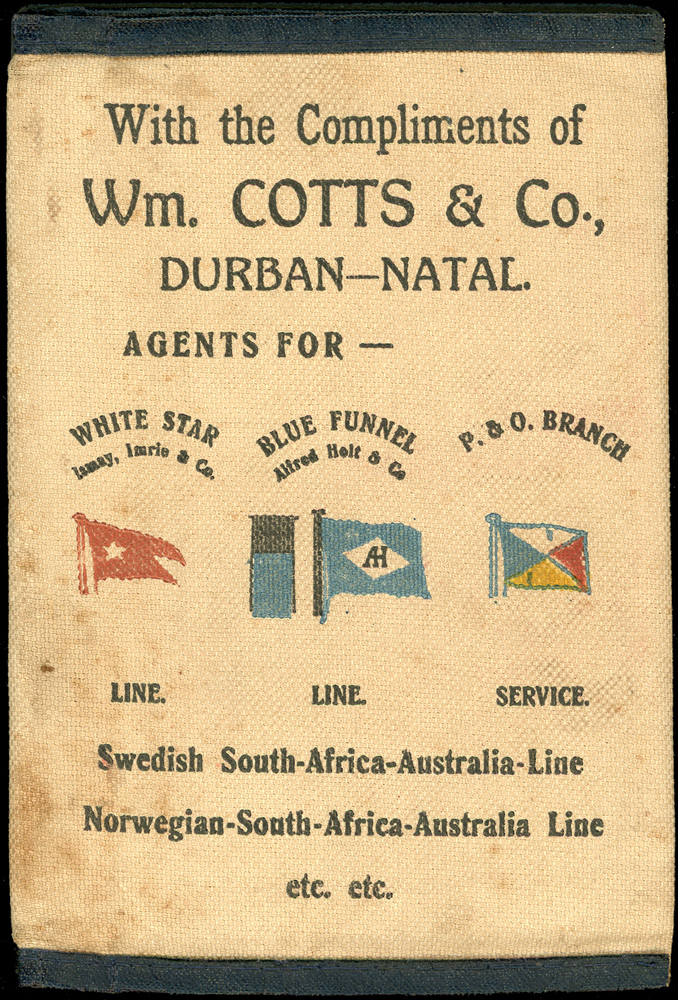 With the Compliments of
Wm. COTTS & Co.,
DURBAN—NATAL.
AGENTS FOR —
WHITE STAR
Ismay, Imrie & Co.
BLUE FUNNEL
Alfred Holt & Co
P. & O. BRANCH
AH
LINE.
LINE.
SERVICE.
Swedish South-Africa-Australia-Line
Norwegian-South-Africa-Australia Line
etc. etc.